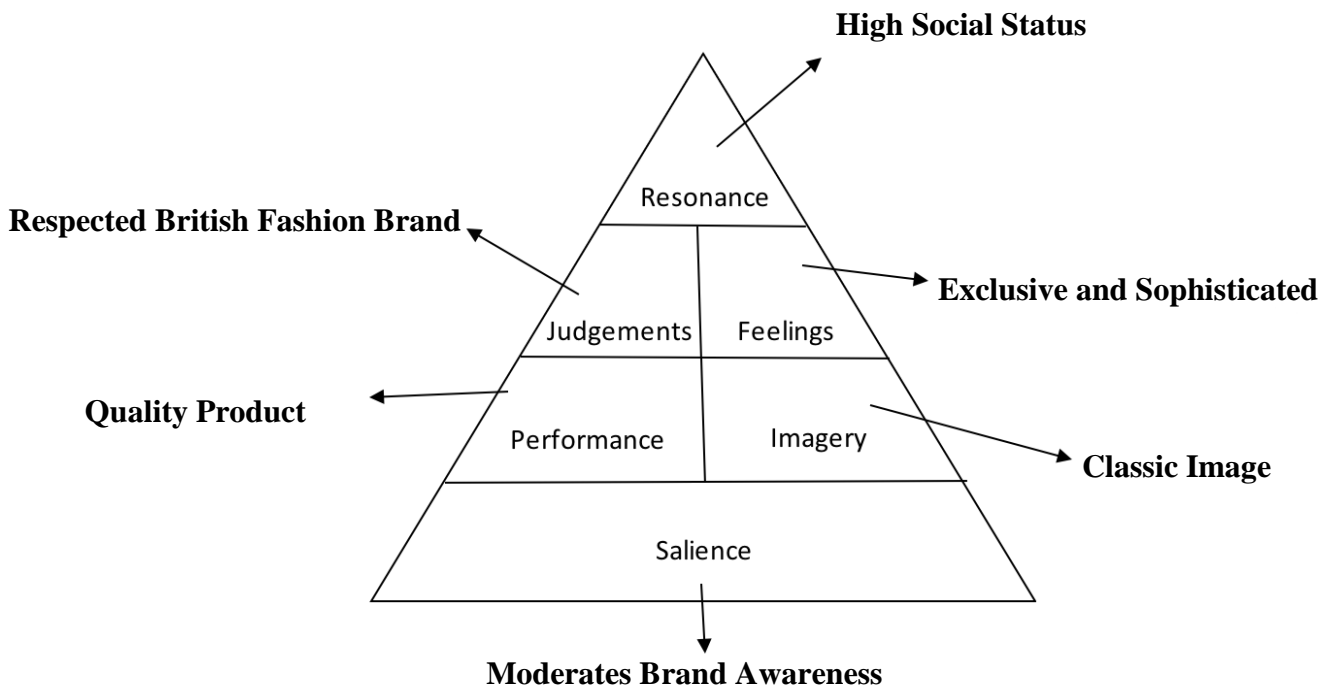 High Social Status
Resonance
Respected British Fashion Brand
Exclusive and Sophisticated
Judgements
Feelings
Quality Product
Performance
Imagery
Classic Image
Salience
Moderates Brand Awareness